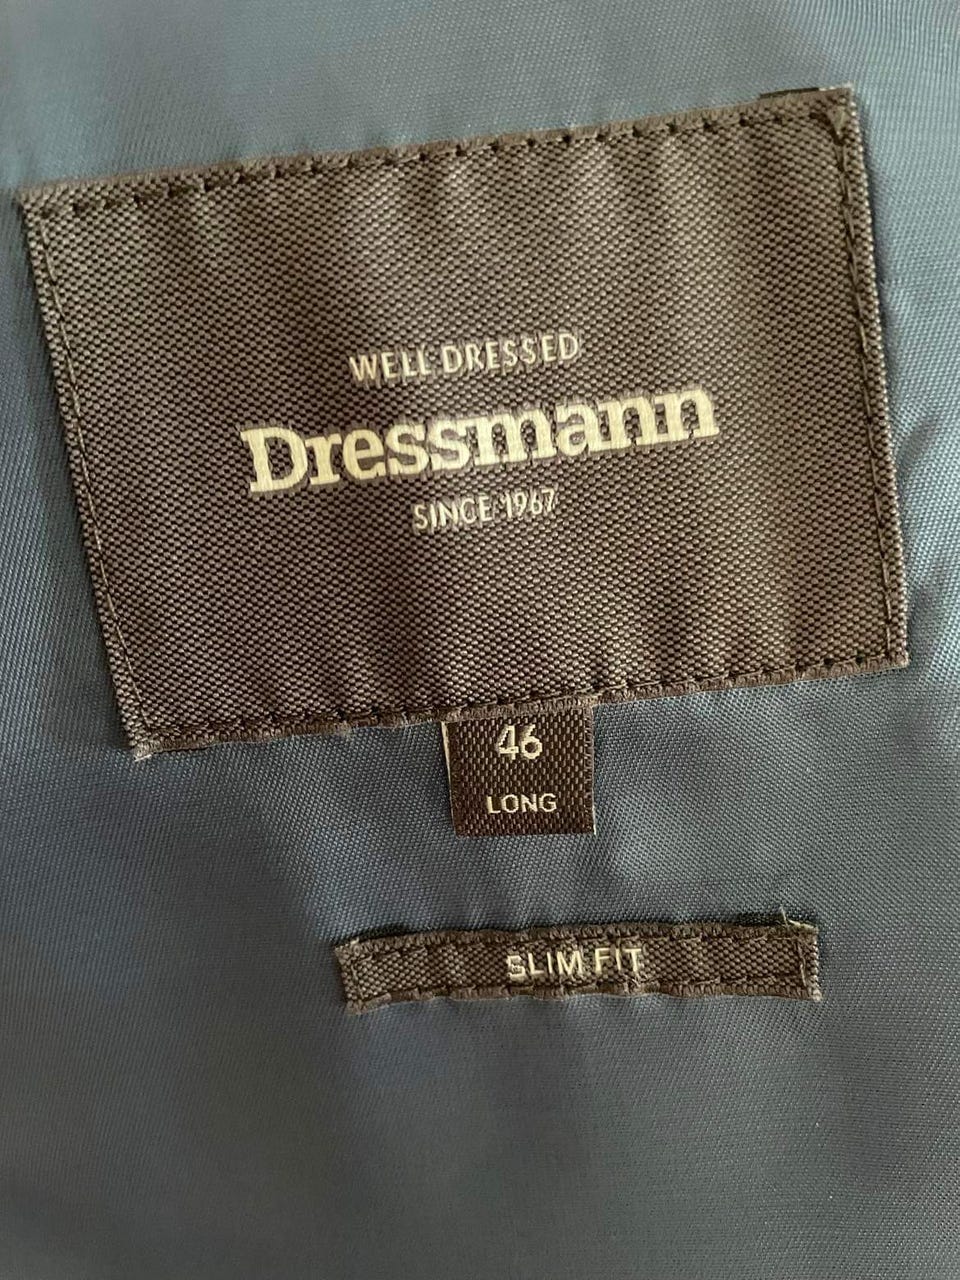 WELL DRESSED
Dressmann
SINCE 1967
46
LONG
SLIM FIT